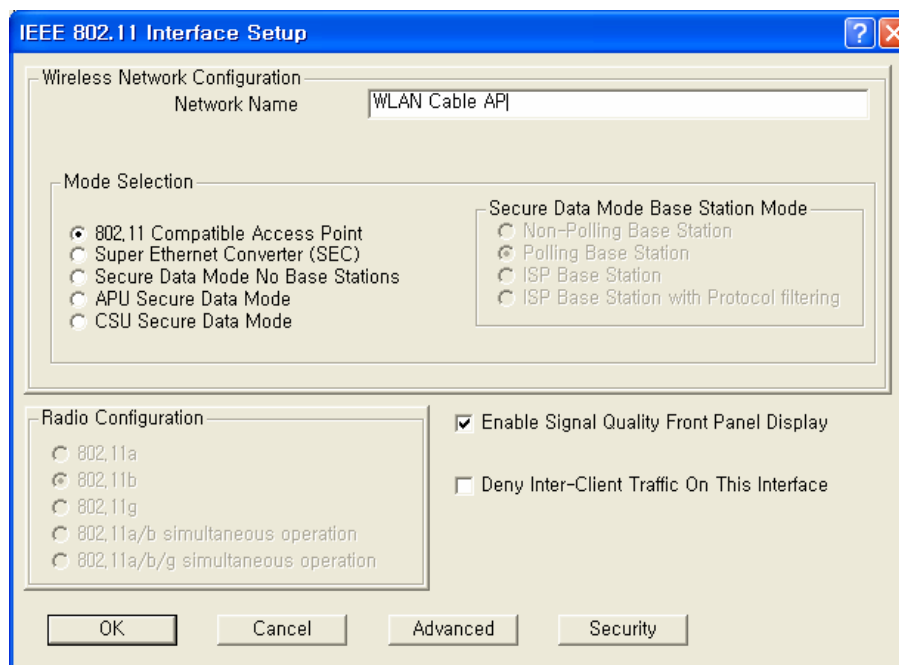 IEEE 802.11 Interface Setup
Wireless Network Configuration
Network Name
WLAN Cable AP
Mode Selection
802.11 Compatible Access Point
Super Ethernet Converter (SEC)
Secure Data Mode No Base Stations
APU Secure Data Mode
CSU Secure Data Mode
Secure Data Mode Base Station Mode
Non-Polling Base Station
Polling Base Station
ISP Base Station
ISP Base Station with Protocol filtering
Radio Configuration
802.11a
802.11b
802.11g
802.11a/b simultaneous operation
802.11a/b/g simultaneous operation
Enable Signal Quality Front Panel Display
Deny Inter-Client Traffic On This Interface
OK
Cancel
Advanced
Security